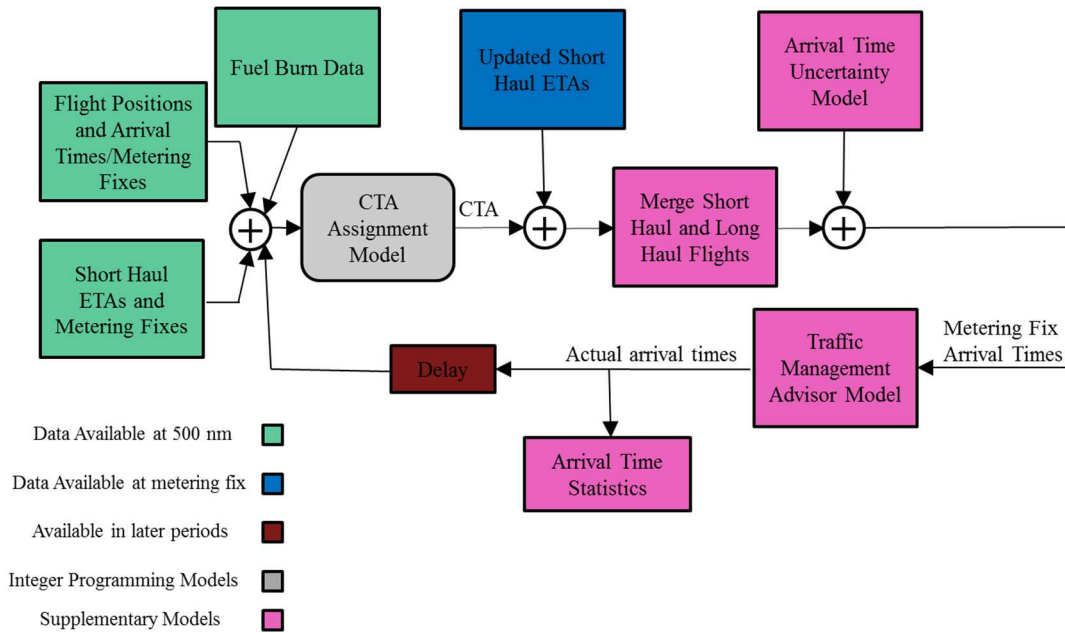 Fuel Burn Data
Updated Short
Haul ETAs
Arrival Time
Uncertainty
Model
Flight Positions
and Arrival
Times/Metering
Fixes
CTA
Assignment
Model
CTA
Merge Short
Haul and Long
Haul Flights
Short Haul
ETAs and
Metering Fixes
Metering Fix
Arrival Times
Traffic
Management
Advisor Model
Actual arrival times
Delay
Arrival Time
Statistics
Data Available at 500 nm
Data Available at metering fix
Available in later periods
Integer Programming Models
Supplementary Models